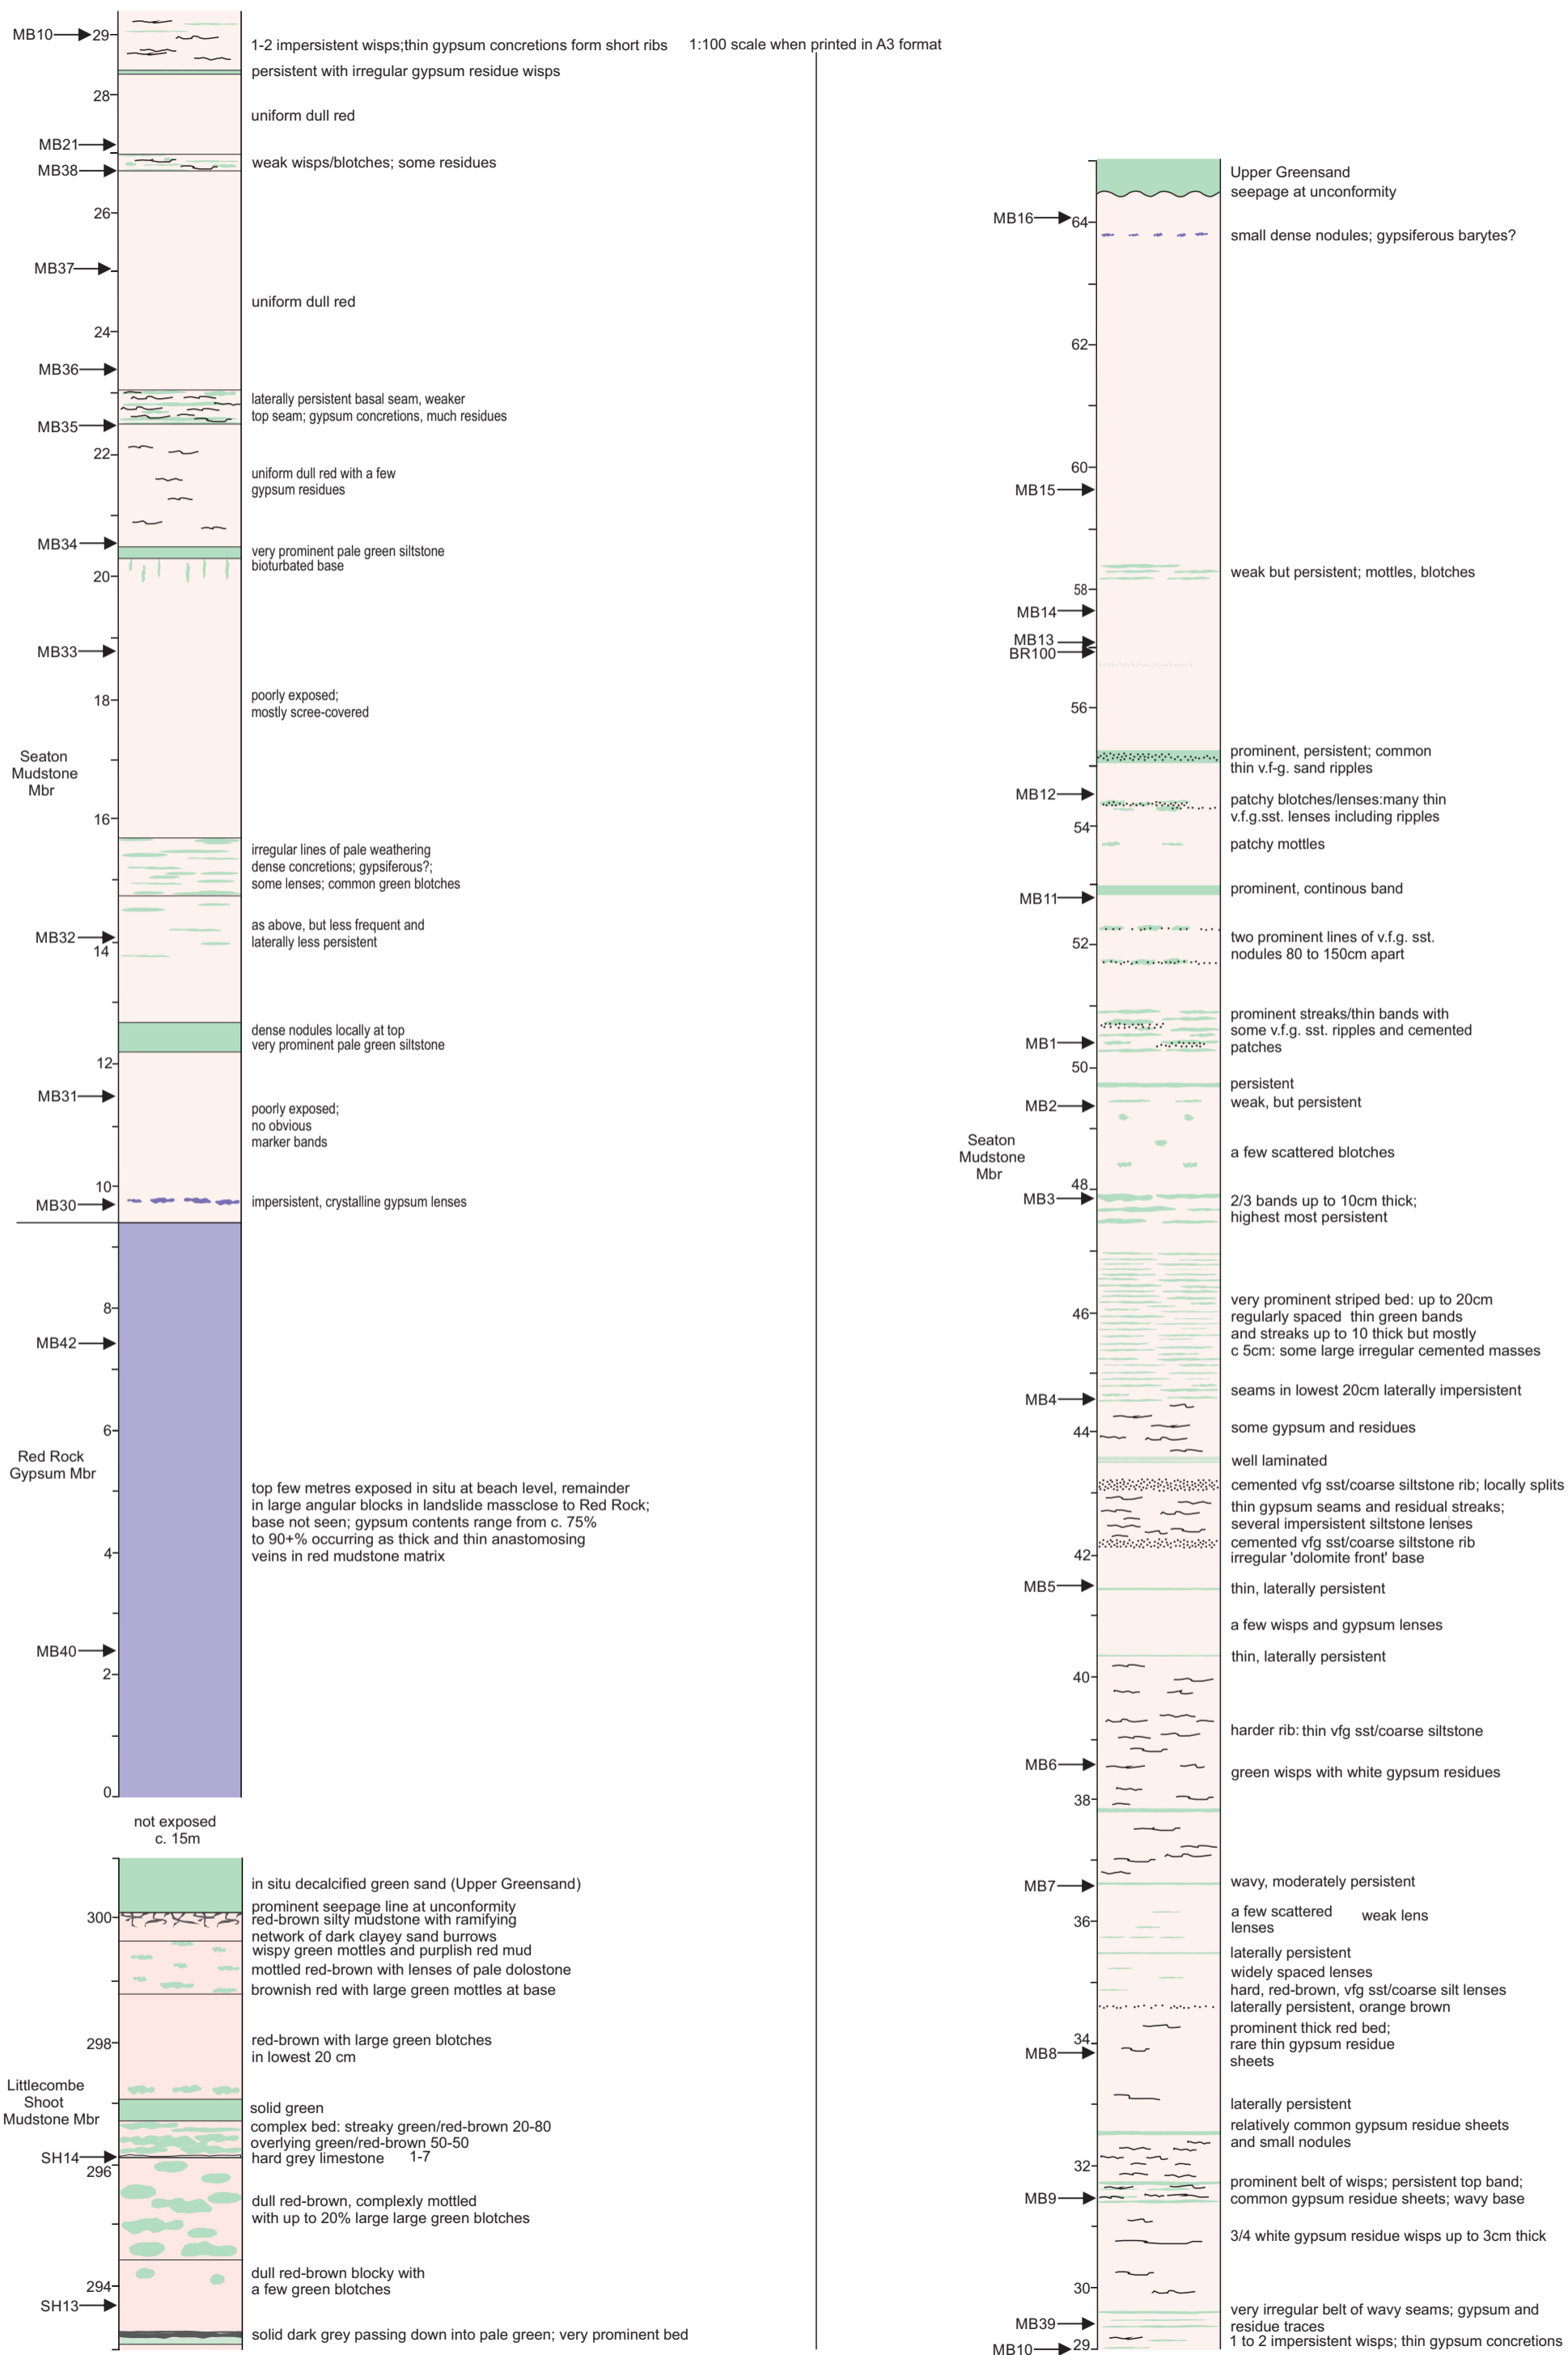 1:100 scale when printed in A3 format
MB10
29
1-2 impersistent wisps;thin gypsum concretions form short ribs
persistent with irregular gypsum residue wisps
28
uniform dull red
MB21
weak wisps/blotches; some residues
MB38
26
MB37
uniform dull red
24
MB36
laterally persistent basal seam, weaker
top seam; gypsum concretions, much residues
MB35
22
uniform dull red with a few
gypsum residues
MB34
very prominent pale green siltstone
bioturbated base
20
MB33
18
poorly exposed;
mostly scree-covered
Seaton
Mudstone
Mbr
16
irregular lines of pale weathering
dense concretions; gypsiferous?;
some lenses; common green blotches
as above, but less frequent and
laterally less persistent
MB32
14
dense nodules locally at top
very prominent pale green siltstone
12
MB31
poorly exposed;
no obvious
marker bands
10
MB30
impersistent, crystalline gypsum lenses
8
MB42
6
Red Rock
Gypsum Mbr
top few metres exposed in situ at beach level, remainder
in large angular blocks in landslide massclose to Red Rock;
base not seen; gypsum contents range from c. 75%
to 90+% occurring as thick and thin anastomosing
veins in red mudstone matrix
4
MB40
2
0
not exposed
c. 15m
in situ decalcified green sand (Upper Greensand)
prominent seepage line at unconformity
300
red-brown silty mudstone with ramifying
network of dark clayey sand burrows
wispy green mottles and purplish red mud
mottled red-brown with lenses of pale dolostone
brownish red with large green mottles at base
298
red-brown with large green blotches
in lowest 20 cm
Littlecombe
Shoot
Mudstone Mbr
solid green
complex bed: streaky green/red-brown 20-80
overlying green/red-brown 50-50
SH14
hard grey limestone 1-7
296
dull red-brown, complexly mottled
with up to 20% large large green blotches
dull red-brown blocky with
a few green blotches
294
SH13
solid dark grey passing down into pale green; very prominent bed
Upper Greensand
seepage at unconformity
MB16
64
small dense nodules; gypsiferous barytes?
62
60
MB15
weak but persistent; mottles, blotches
58
MB14
MB13
BR100
56
prominent, persistent; common
thin v.f-g. sand ripples
MB12
patchy blotches/lenses:many thin
v.f.g.sst. lenses including ripples
54
patchy mottles
prominent, continous band
MB11
two prominent lines of v.f.g. sst.
nodules 80 to 150cm apart
52
prominent streaks/thin bands with
some v.f.g. sst. ripples and cemented
patches
MB1
50
persistent
weak, but persistent
MB2
Seaton
Mudstone
Mbr
a few scattered blotches
48
MB3
2/3 bands up to 10cm thick;
highest most persistent
46
very prominent striped bed: up to 20cm
regularly spaced thin green bands
and streaks up to 10 thick but mostly
c 5cm: some large irregular cemented masses
seams in lowest 20cm laterally impersistent
MB4
some gypsum and residues
44
well laminated
cemented vfg sst/coarse siltstone rib; locally splits
thin gypsum seams and residual streaks;
several impersistent siltstone lenses
cemented vfg sst/coarse siltstone rib
irregular 'dolomite front' base
42
MB5
thin, laterally persistent
a few wisps and gypsum lenses
thin, laterally persistent
40
harder rib: thin vfg sst/coarse siltstone
MB6
green wisps with white gypsum residues
38
MB7
wavy, moderately persistent
36
a few scattered
lenses
weak lens
laterally persistent
widely spaced lenses
hard, red-brown, vfg sst/coarse silt lenses
laterally persistent, orange brown
34
prominent thick red bed;
rare thin gypsum residue
sheets
MB8
laterally persistent
relatively common gypsum residue sheets
and small nodules
32
prominent belt of wisps; persistent top band;
common gypsum residue sheets; wavy base
MB9
3/4 white gypsum residue wisps up to 3cm thick
30
very irregular belt of wavy seams; gypsum and
residue traces
MB39
1 to 2 impersistent wisps; thin gypsum concretions
MB10
29